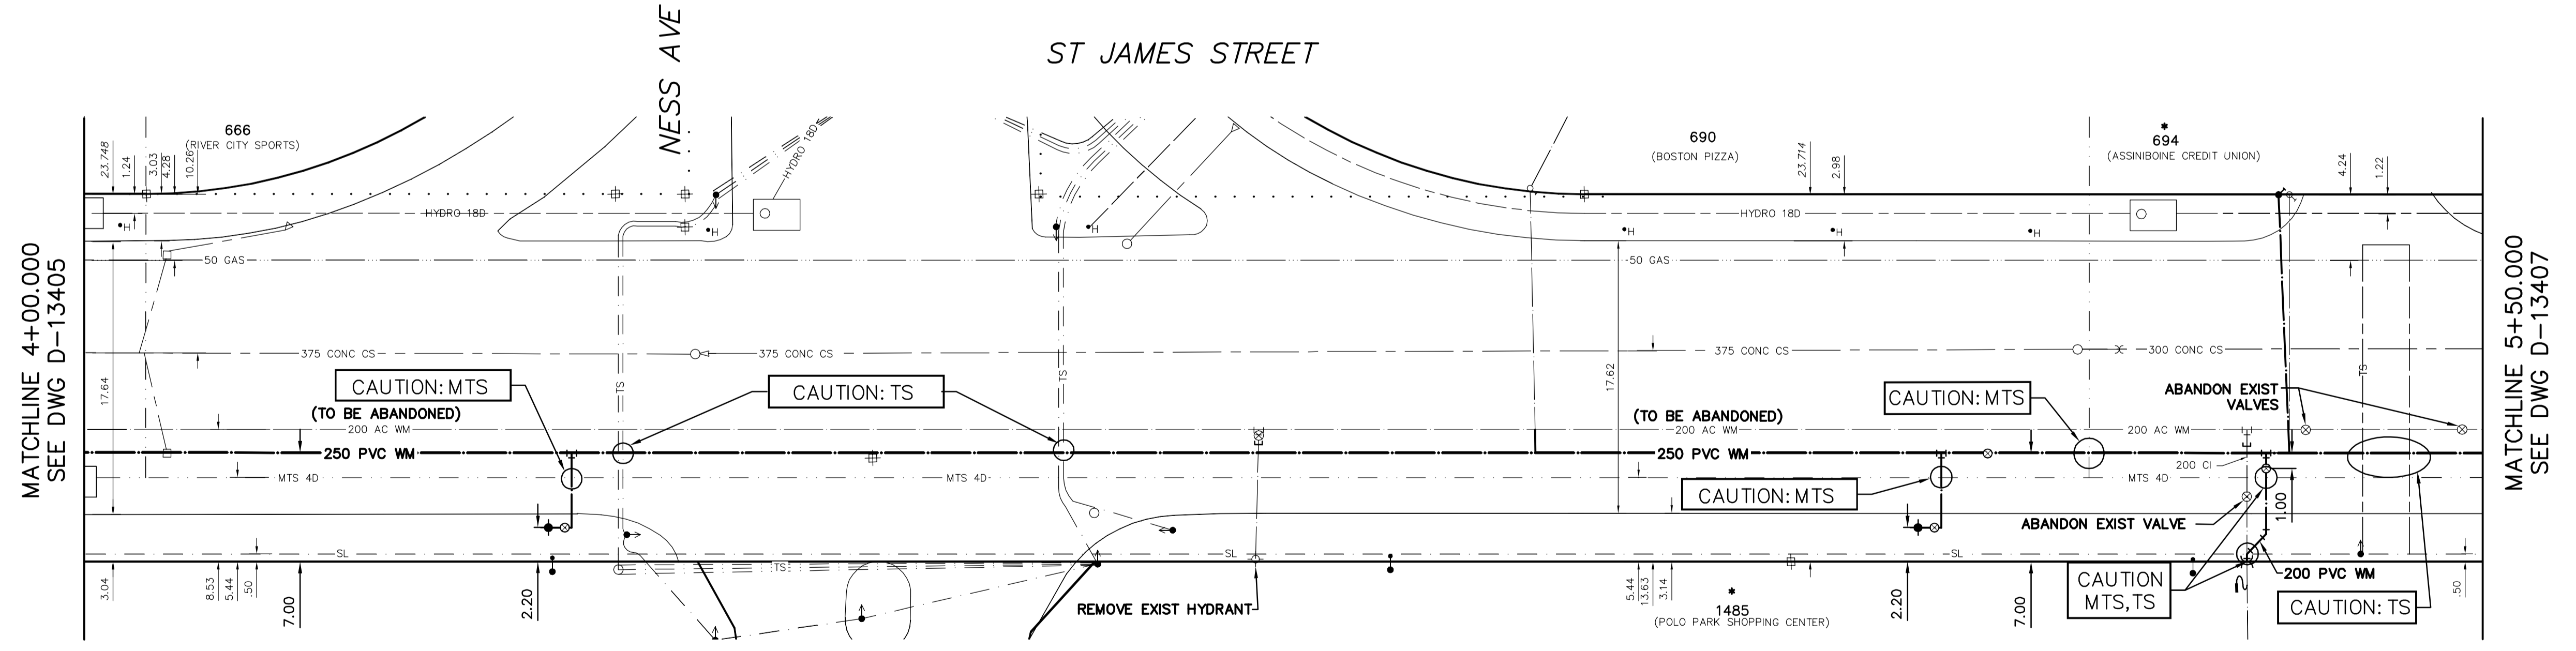 NESS AVE
ST JAMES STREET
666
(RIVER CITY SPORTS)
690
(BOSTON PIZZA)
*
694
(ASSINIBOINE CREDIT UNION)
23.748
1.24
3.03
4.28
10.26
HYDRO 18D
23.714
2.98
4.24
1.22
HYDRO 18D
HYDRO 18D
H
H
H
H
H
H
50 GAS
50 GAS
MATCHLINE 4+00.000
SEE DWG D-13405
MATCHLINE 5+50.000
SEE DWG D-13407
375 CONC CS
375 CONC CS
375 CONC CS
300 CONC CS
17.64
17.62
TS
TS
TS
CAUTION: MTS
CAUTION: TS
CAUTION: MTS
ABANDON EXIST
VALVES
(TO BE ABANDONED)
200 AC WM
(TO BE ABANDONED)
200 AC WM
200 AC WM
250 PVC WM
250 PVC WM
200 CI
MTS 4D
MTS 4D
MTS 4D
CAUTION: MTS
1.00
ABANDON EXIST VALVE
SL
SL
SL
TS
3.04
8.53
5.44
.50
7.00
2.20
REMOVE EXIST HYDRANT
5.44
13.63
3.14
*
1485
(POLO PARK SHOPPING CENTER)
2.20
7.00
CAUTION
MTS,TS
200 PVC WM
CAUTION: TS
.50